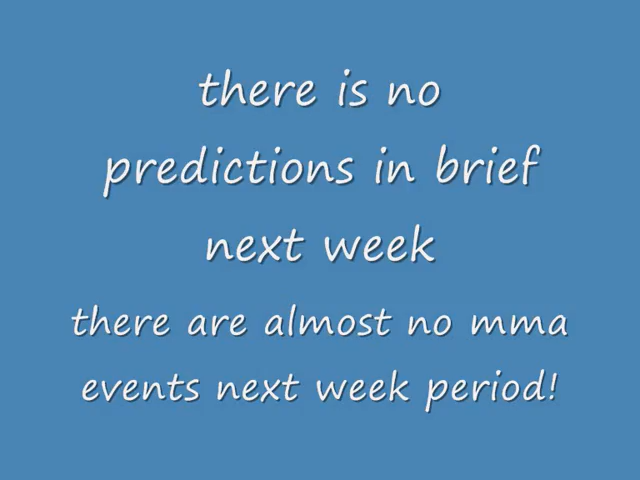 there is no
predictions in brief
next week
there are almost no mma
events next week period!